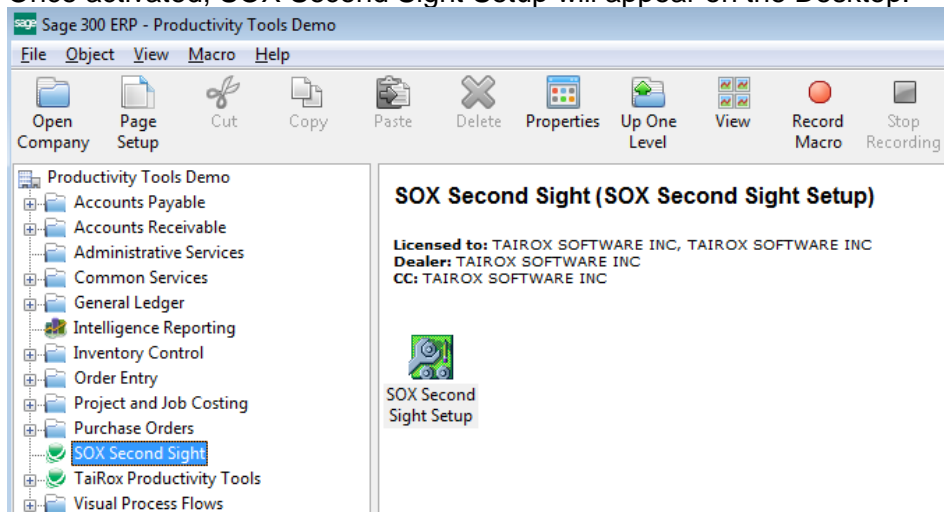 Once activated, SOX Second Sight Setup will appear on the Desktop.
sage Sage 300 ERP - Productivity Tools Demo
File Object View Macro Help
Open Company
Page Setup
Cut
Copy
Paste
Delete
Properties
Up One Level
View
Record Macro
Stop Recording
Productivity Tools Demo
Accounts Payable
Accounts Receivable
Administrative Services
Common Services
General Ledger
Intelligence Reporting
Inventory Control
Order Entry
Project and Job Costing
Purchase Orders
SOX Second Sight
TaiRox Productivity Tools
Visual Process Flows
SOX Second Sight (SOX Second Sight Setup)
Licensed to: TAIROX SOFTWARE INC, TAIROX SOFTWARE INC
Dealer: TAIROX SOFTWARE INC
CC: TAIROX SOFTWARE INC
SOX Second
Sight Setup